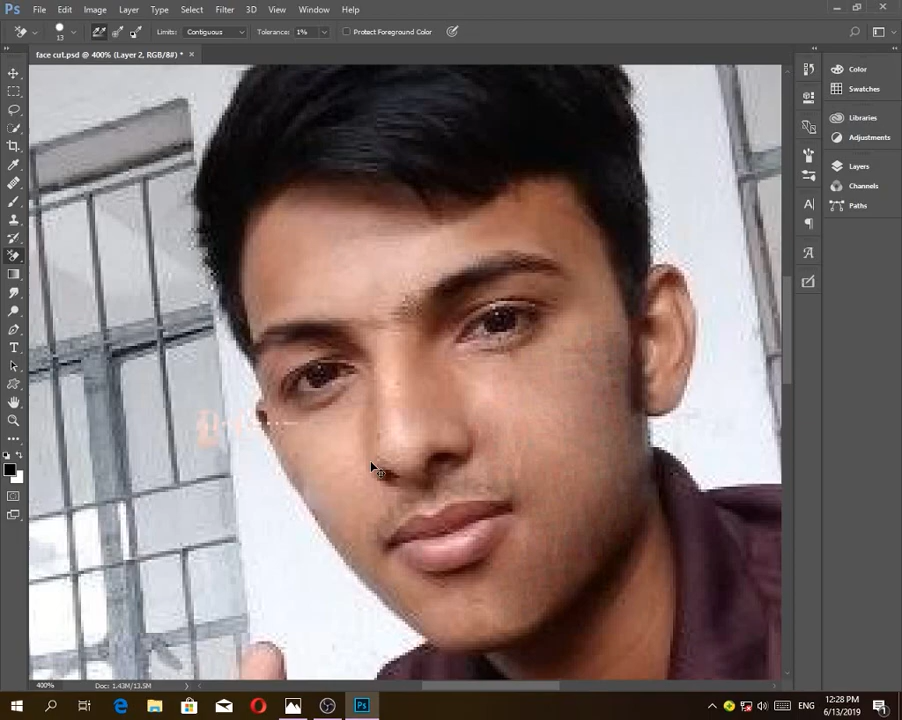 Ps File Edit Image Layer Type Select Filter 3D View Window Help
13 Limits: Contiguous Tolerance: 1% Protect Foreground Color
face cut.psd @ 400% (Layer 2, RGB/8#) *
Color
Swatches
Libraries
Adjustments
Layers
Channels
Paths
400% Doc: 1.43M/13.5M
ENG
12:28 PM
6/13/2019